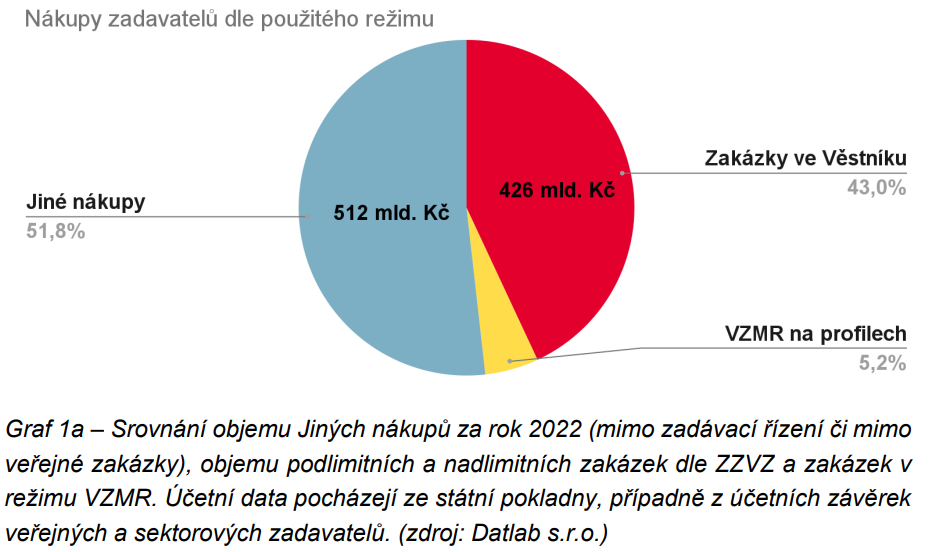 Nákupy zadavatelů dle použitého režimu
Zakázky ve Věstníku
43,0%
426 mld. Kč
Jiné nákupy
51,8%
512 mld. Kč
VZMR na profilech
5,2%
Graf 1a – Srovnání objemu Jiných nákupů za rok 2022 (mimo zadávací řízení či mimo
veřejné zakázky), objemu podlimitních a nadlimitních zakázek dle ZZVZ a zakázek v
režimu VZMR. Účetní data pocházejí ze státní pokladny, případně z účetních závěrek
veřejných a sektorových zadavatelů. (zdroj: Datlab s.r.o.)